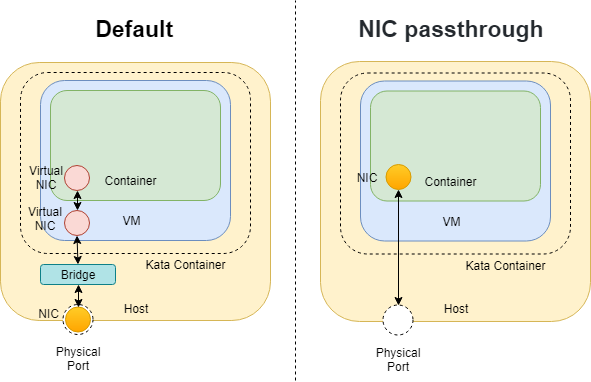 Default
Virtual
NIC
Container
Virtual
NIC
VM
Kata Container
Bridge
NIC
Host
Physical
Port
NIC passthrough
NIC
Container
VM
Kata Container
Host
Physical
Port